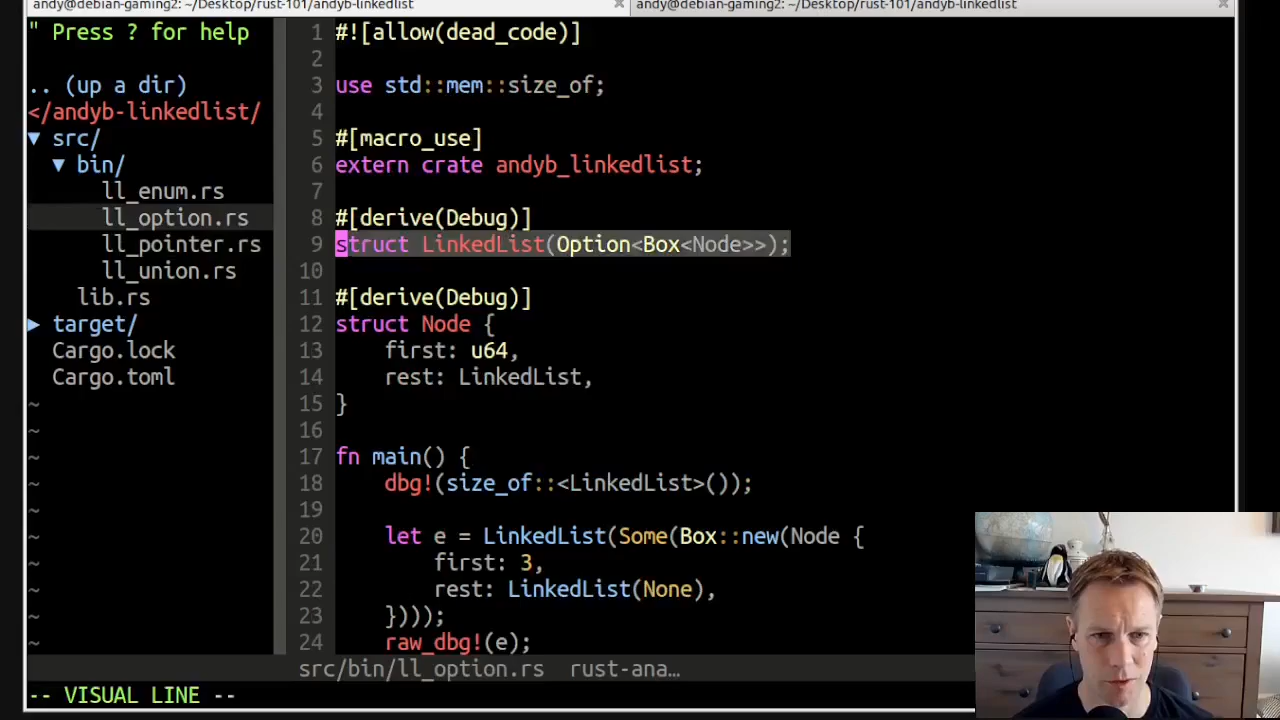 andy@debian-gaming2: ~/Desktop/rust-101/andyb-linkedlist
andy@debian-gaming2: ~/Desktop/rust-101/andyb-linkedlist
" Press ? for help
.. (up a dir)
</andyb-linkedlist/
▼ src/
▼ bin/
ll_enum.rs
ll_option.rs
ll_pointer.rs
ll_union.rs
lib.rs
▶ target/
Cargo.lock
Cargo.toml
~
~
~
~
~
~
~
~
~
~
1 #![allow(dead_code)]
2
3 use std::mem::size_of;
4
5 #[macro_use]
6 extern crate andyb_linkedlist;
7
8 #[derive(Debug)]
9 struct LinkedList(Option<Box<Node>>);
10
11 #[derive(Debug)]
12 struct Node {
13     first: u64,
14     rest: LinkedList,
15 }
16
17 fn main() {
18     dbg!(size_of::<LinkedList>());
19
20     let e = LinkedList(Some(Box::new(Node {
21         first: 3,
22         rest: LinkedList(None),
23     })));
24     raw_dbg!(e);
src/bin/ll_option.rs  rust-ana…
-- VISUAL LINE --